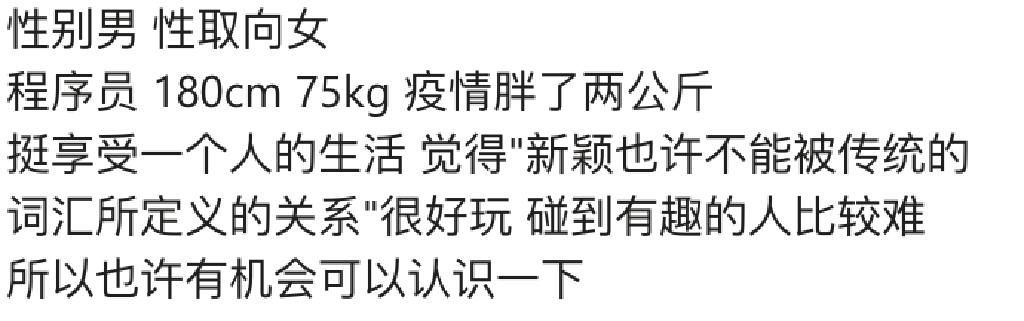 性别男 性取向女
程序员 180cm 75kg 疫情胖了两公斤
挺享受一个人的生活 觉得"新颖也许不能被传统的
词汇所定义的关系"很好玩 碰到有趣的人比较难
所以也许有机会可以认识一下